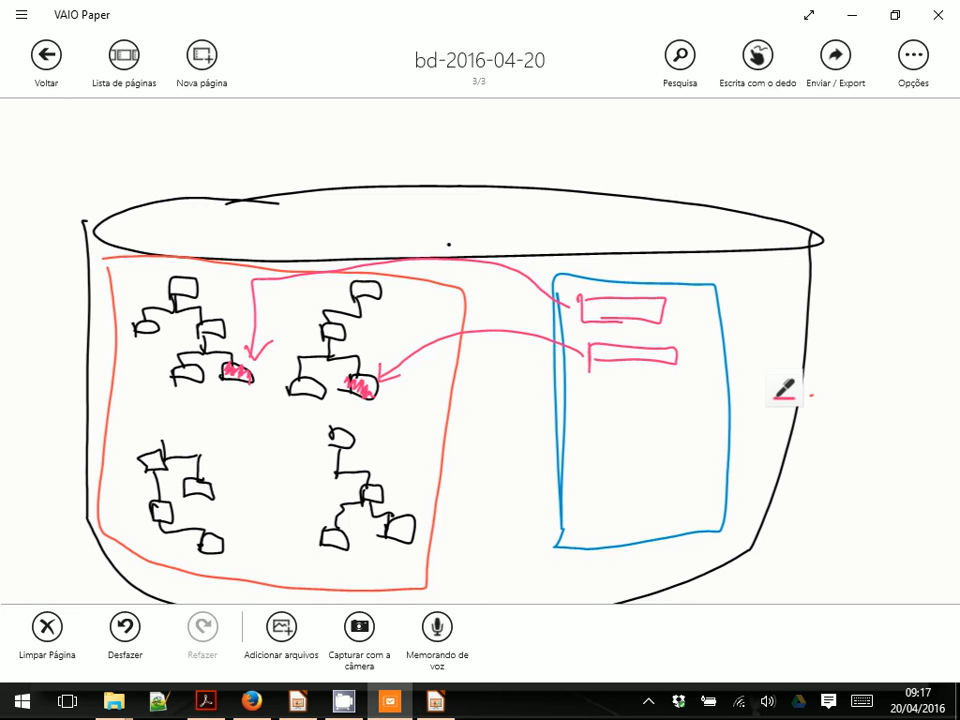 VAIO Paper
Voltar
Lista de páginas
Nova página
bd-2016-04-20
3/3
Pesquisa
Escrita com o dedo
Enviar / Export
Opções
Limpar Página
Desfazer
Refazer
Adicionar arquivos
Capturar com a
câmera
Memorando de
voz
09:17
20/04/2016